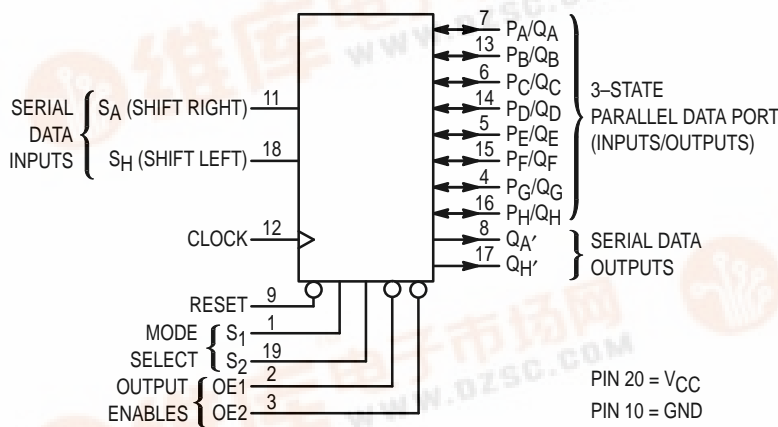 7 PA/QA
13 PB/QB
6 PC/QC
14 PD/QD
5 PE/QE
15 PF/QF
4 PG/QG
16 PH/QH
3–STATE
PARALLEL DATA PORT
(INPUTS/OUTPUTS)
SERIAL
DATA
INPUTS
SA (SHIFT RIGHT) 11
SH (SHIFT LEFT) 18
CLOCK 12
8 QA′
17 QH′
SERIAL DATA
OUTPUTS
RESET 9
MODE
SELECT
S1 1
S2 19
OUTPUT
ENABLES
OE1 2
OE2 3
PIN 20 = VCC
PIN 10 = GND
维库电子市场网
WWW.DZSC.COM
维库
WWW.DZSC